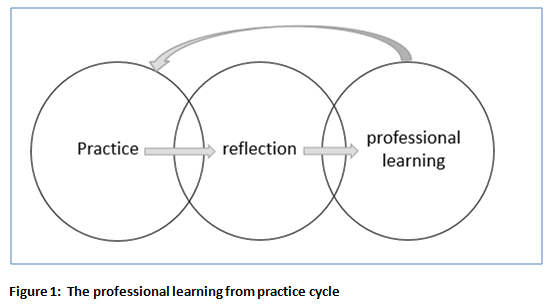 Practice
reflection
professional
learning
Figure 1:  The professional learning from practice cycle